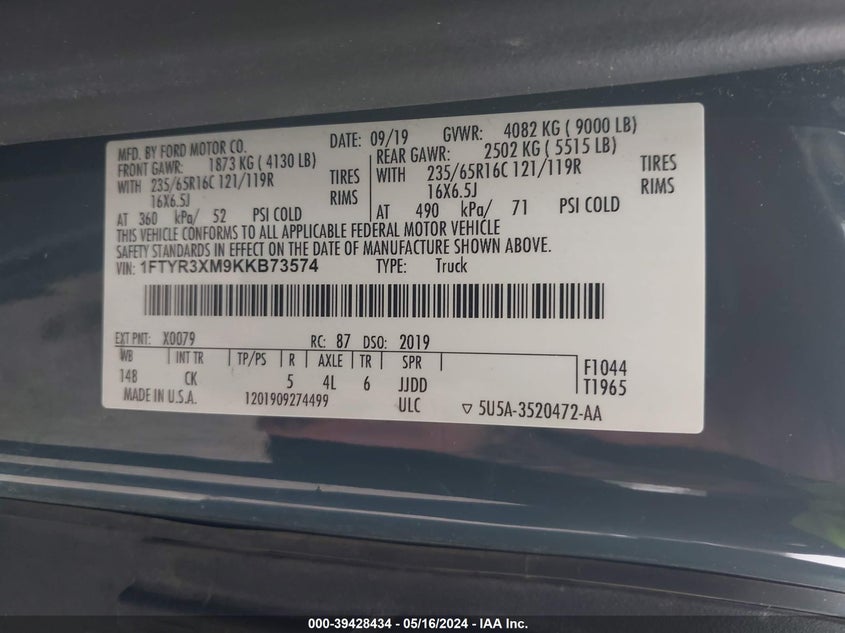 MFD. BY FORD MOTOR CO.
DATE: 09/19 GVWR: 4082 KG ( 9000 LB)
FRONT GAWR: 1873 KG ( 4130 LB)
WITH 235/65R16C 121/119R TIRES
16X6.5J RIMS
AT 360 kPa/ 52 PSI COLD
REAR GAWR: 2502 KG ( 5515 LB)
WITH 235/65R16C 121/119R TIRES
16X6.5J RIMS
AT 490 kPa/ 71 PSI COLD
THIS VEHICLE CONFORMS TO ALL APPLICABLE FEDERAL MOTOR VEHICLE
SAFETY STANDARDS IN EFFECT ON THE DATE OF MANUFACTURE SHOWN ABOVE.
VIN: 1FTYR3XM9KKB73574 TYPE: Truck
EXT PNT: X0079 RC: 87 DSO: 2019
WB INT TR TP/PS R AXLE TR SPR
148 CK 5 4L 6 JJDD
F1044
T1965
MADE IN U.S.A. 1201909274499 ULC ▽ 5U5A-3520472-AA
000-39428434 - 05/16/2024 - IAA Inc.